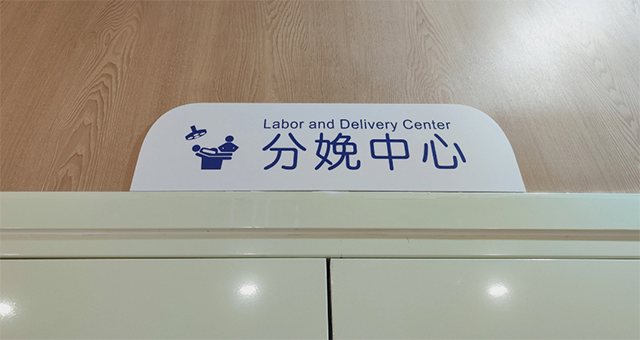 Labor and Delivery Center
分娩中心